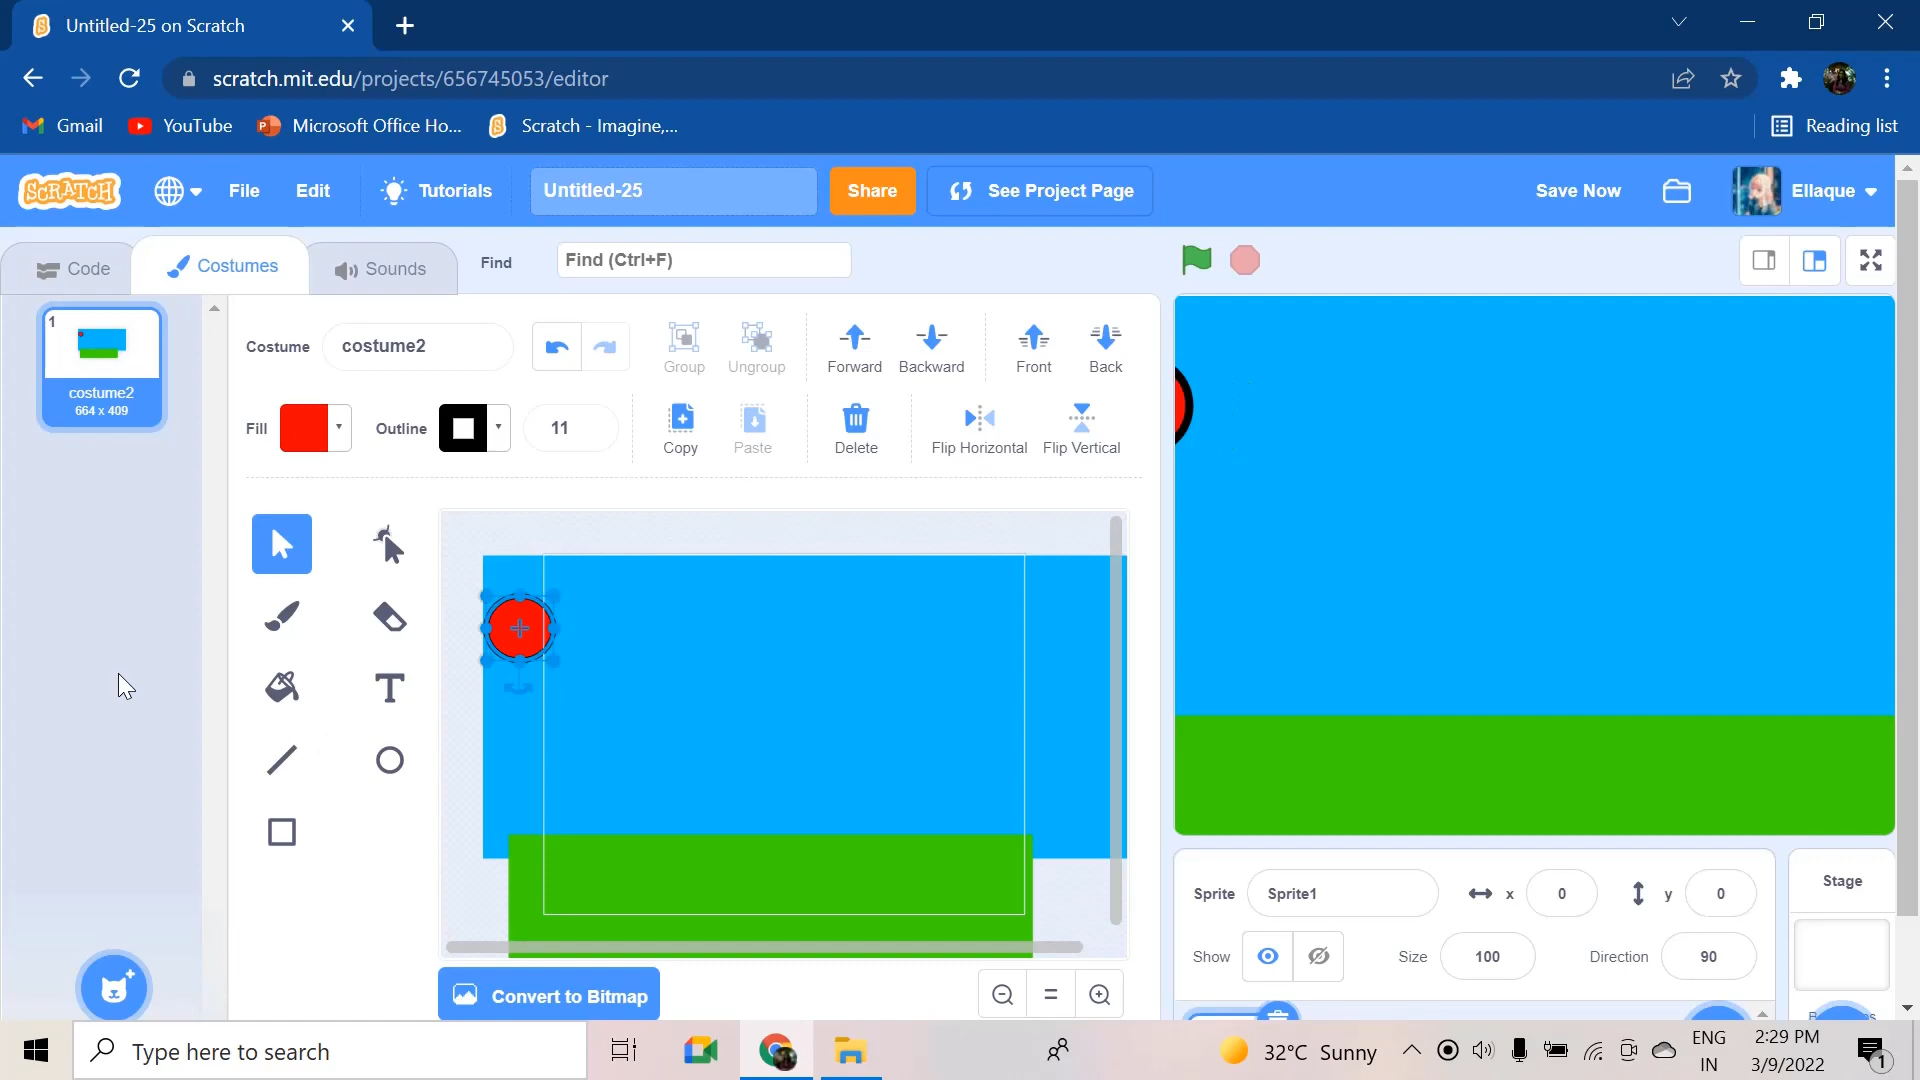 Untitled-25 on Scratch
scratch.mit.edu/projects/656745053/editor
Gmail YouTube Microsoft Office Ho... Scratch - Imagine,... Reading list
SCRATCH File Edit Tutorials Untitled-25 Share See Project Page Save Now Ellaque
Code Costumes Sounds Find Find (Ctrl+F)
1
costume2
664 x 409
Costume costume2 Group Ungroup Forward Backward Front Back
Fill Outline 11 Copy Paste Delete Flip Horizontal Flip Vertical
Convert to Bitmap
Sprite Sprite1 x 0 y 0
Show Size 100 Direction 90
Stage
Type here to search
32°C Sunny
ENG
IN
2:29 PM
3/9/2022
1